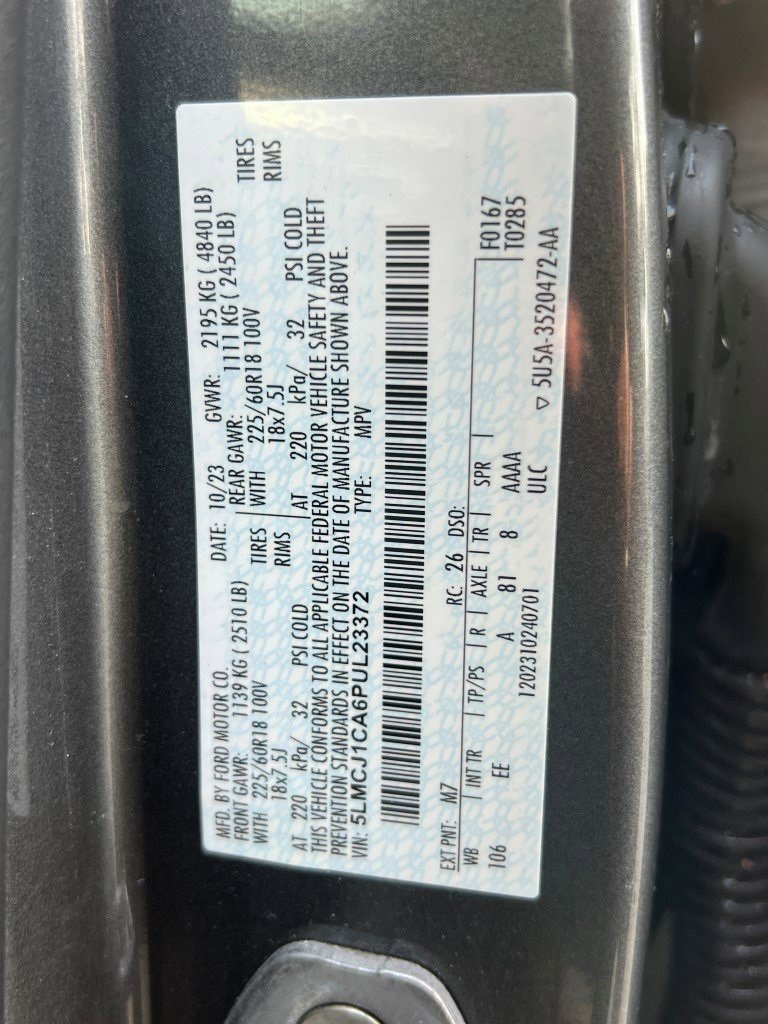 MFD. BY FORD MOTOR CO.
DATE: 10/23 GVWR: 2195 KG ( 4840 LB)
FRONT GAWR: 1139 KG ( 2510 LB) REAR GAWR: 1111 KG ( 2450 LB)
WITH 225/60R18 100V TIRES WITH 225/60R18 100V TIRES
18x7.5J RIMS 18x7.5J RIMS
AT 220 kPa/ 32 PSI COLD AT 220 kPa/ 32 PSI COLD
THIS VEHICLE CONFORMS TO ALL APPLICABLE FEDERAL MOTOR VEHICLE SAFETY AND THEFT
PREVENTION STANDARDS IN EFFECT ON THE DATE OF MANUFACTURE SHOWN ABOVE.
VIN: 5LMCJ1CA6PUL23372 TYPE: MPV
EXT PNT: M7 RC: 26 DSO: F0167
WB INT TR TP/PS R AXLE TR SPR T0285
106 EE A 81 8 AAAA
1202310240701 ULC ▽ 5U5A-3520472-AA